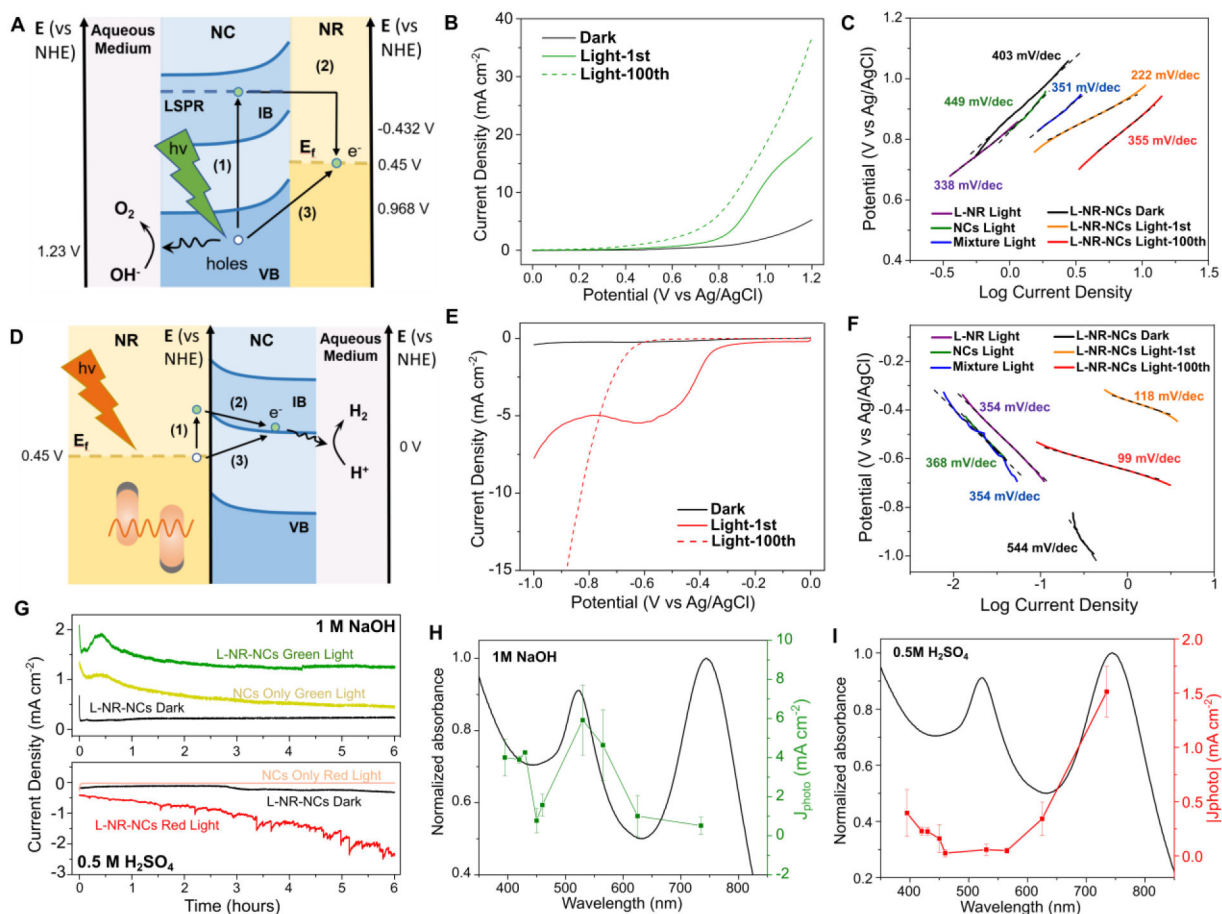 A
E (vs
NHE)
Aqueous
Medium
NC
NR
E (vs
NHE)
(2)
LSPR
IB
-0.432 V
hν
(1)
Ef
e-
0.45 V
(3)
0.968 V
O2
1.23 V
OH-
holes
VB
B
Current Density (mA cm-2)
40
35
30
25
20
15
10
5
0
Dark
Light-1st
Light-100th
0.0 0.2 0.4 0.6 0.8 1.0 1.2
Potential (V vs Ag/AgCl)
C
Potential (V vs Ag/AgCl)
1.2
1.0
0.8
0.6
0.4
403 mV/dec
222 mV/dec
351 mV/dec
449 mV/dec
355 mV/dec
338 mV/dec
L-NR Light
NCs Light
Mixture Light
L-NR-NCs Dark
L-NR-NCs Light-1st
L-NR-NCs Light-100th
-0.5 0.0 0.5 1.0 1.5
Log Current Density
D
NR
E (vs
NHE)
NC
Aqueous
Medium
E (vs
NHE)
hν
IB
(2)
e-
H2
(1)
Ef
(3)
0 V
0.45 V
H+
VB
E
Current Density (mA cm-2)
0
-5
-10
-15
Dark
Light-1st
Light-100th
-1.0 -0.8 -0.6 -0.4 -0.2 0.0
Potential (V vs Ag/AgCl)
F
Potential (V vs Ag/AgCl)
-0.2
-0.4
-0.6
-0.8
-1.0
L-NR Light
NCs Light
Mixture Light
L-NR-NCs Dark
L-NR-NCs Light-1st
L-NR-NCs Light-100th
118 mV/dec
354 mV/dec
99 mV/dec
368 mV/dec
354 mV/dec
544 mV/dec
-2 -1 0 1
Log Current Density
G
Current Density (mA cm-2)
2
1
0
1 M NaOH
L-NR-NCs Green Light
NCs Only Green Light
L-NR-NCs Dark
0 1 2 3 4 5 6
0
-1
-2
-3
NCs Only Red Light
L-NR-NCs Dark
L-NR-NCs Red Light
0.5 M H2SO4
0 1 2 3 4 5 6
Time (hours)
H
Normalized absorbance
1.0
0.8
0.6
0.4
1M NaOH
10
8
6
4
2
0
Jphoto (mA cm-2)
400 500 600 700 800
Wavelength (nm)
I
Normalized absorbance
1.0
0.8
0.6
0.4
0.2
0.5M H2SO4
2.0
1.5
1.0
0.5
0.0
|Jphoto| (mA cm-2)
400 500 600 700 800
Wavelength (nm)